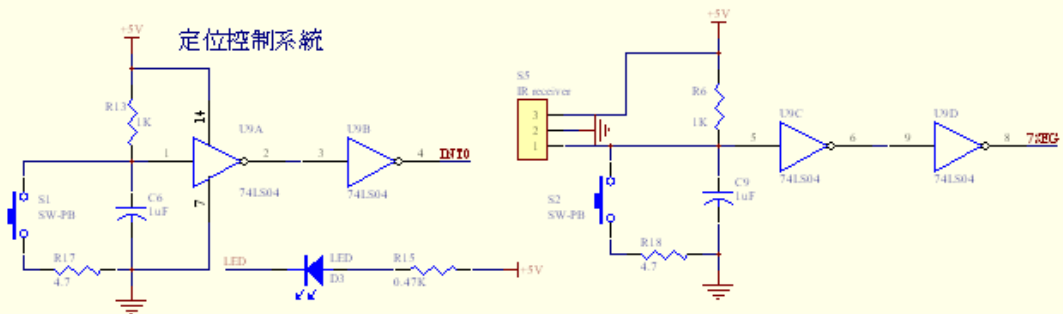 +5V
定位控制系統
R13
1K
14
U9A
U9B
1
2
3
4
INT0
74LS04
74LS04
7
S1
SW-PB
C6
1uF
R17
4.7
LED
LED
D3
R15
0.47K
+5V
+5V
S5
IR receiver
3
2
1
R6
1K
U9C
U9D
5
6
9
8
7SEG
74LS04
74LS04
S2
SW-PB
C9
1uF
R18
4.7